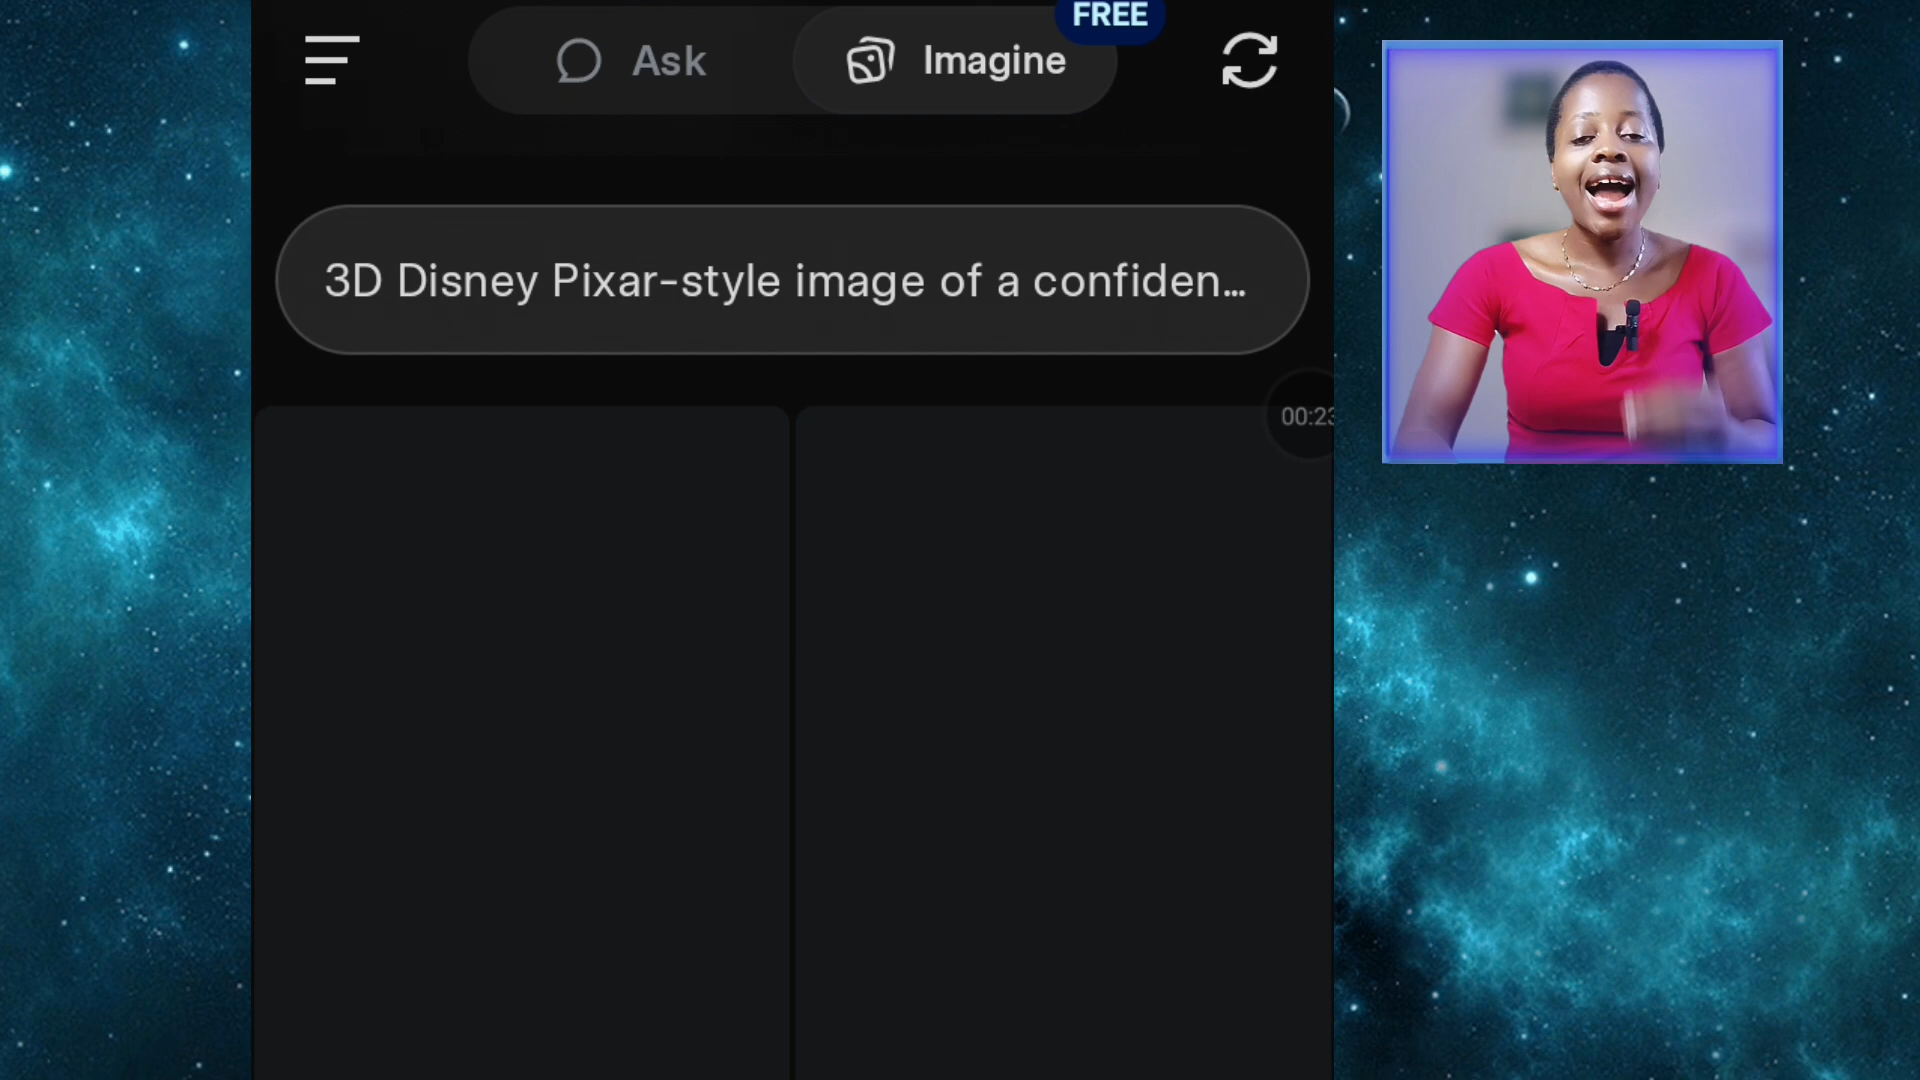 FREE
Ask
Imagine
3D Disney Pixar-style image of a confiden...
00:23